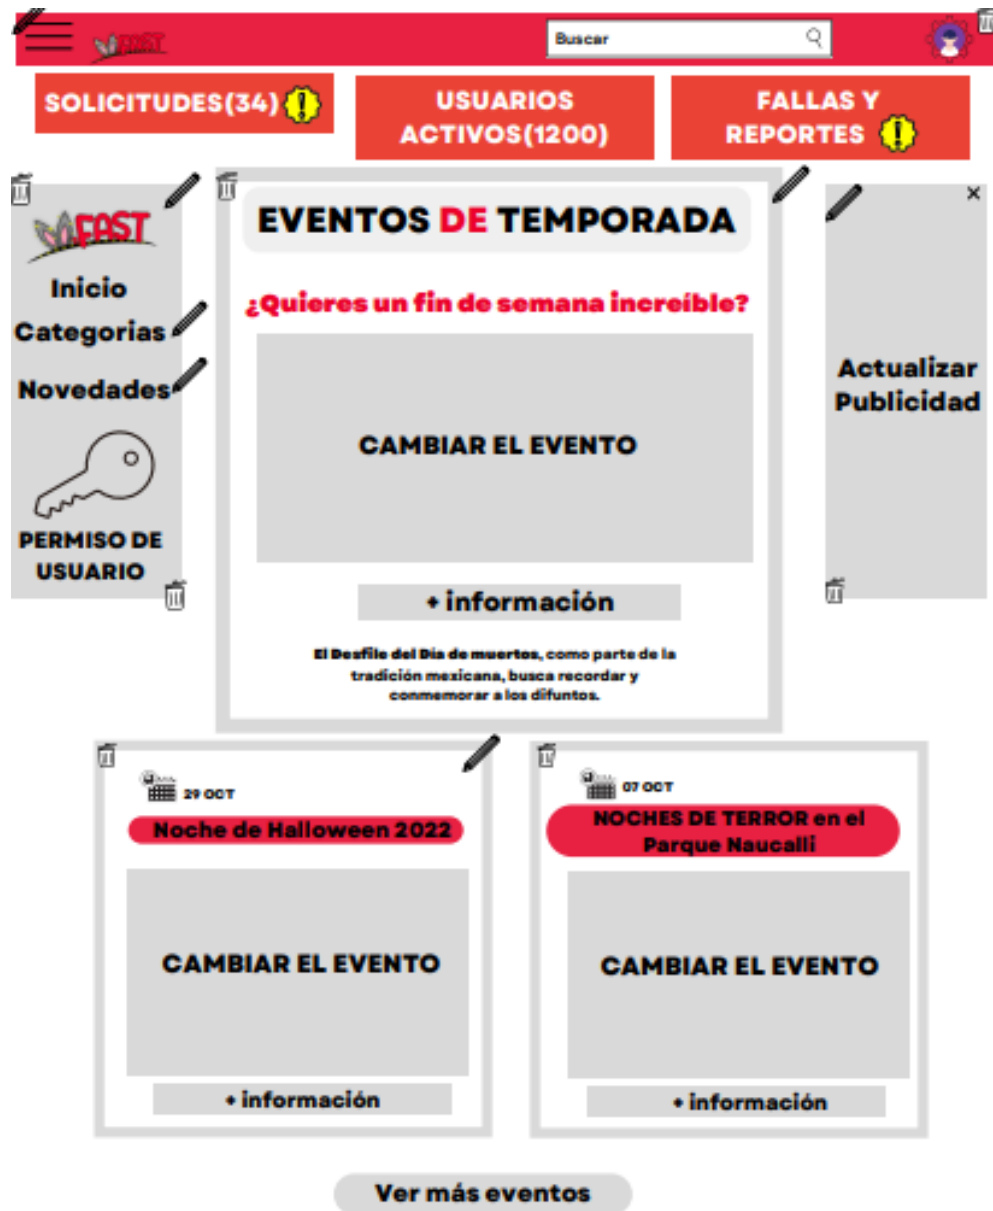 FAST
Buscar
SOLICITUDES(34)
USUARIOS
ACTIVOS(1200)
FALLAS Y
REPORTES
FAST
Inicio
Categorias
Novedades
PERMISO DE
USUARIO
EVENTOS DE TEMPORADA
¿Quieres un fin de semana increíble?
CAMBIAR EL EVENTO
+ información
El Desfile del Día de muertos, como parte de la
tradición mexicana, busca recordar y
conmemorar a los difuntos.
Actualizar
Publicidad
29 OCT
Noche de Halloween 2022
CAMBIAR EL EVENTO
+ información
07 OCT
NOCHES DE TERROR en el
Parque Naucalli
CAMBIAR EL EVENTO
+ información
Ver más eventos